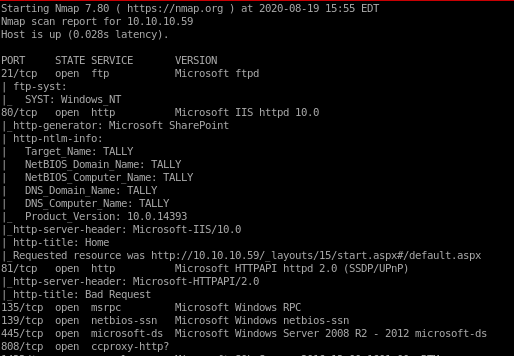 Starting Nmap 7.80 ( https://nmap.org ) at 2020-08-19 15:55 EDT
Nmap scan report for 10.10.10.59
Host is up (0.028s latency).
PORT     STATE SERVICE       VERSION
21/tcp   open  ftp           Microsoft ftpd
| ftp-syst:
|_  SYST: Windows_NT
80/tcp   open  http          Microsoft IIS httpd 10.0
|_http-generator: Microsoft SharePoint
| http-ntlm-info:
|   Target_Name: TALLY
|   NetBIOS_Domain_Name: TALLY
|   NetBIOS_Computer_Name: TALLY
|   DNS_Domain_Name: TALLY
|   DNS_Computer_Name: TALLY
|_  Product_Version: 10.0.14393
|_http-server-header: Microsoft-IIS/10.0
| http-title: Home
|_Requested resource was http://10.10.10.59/_layouts/15/start.aspx#/default.aspx
81/tcp   open  http          Microsoft HTTPAPI httpd 2.0 (SSDP/UPnP)
|_http-server-header: Microsoft-HTTPAPI/2.0
|_http-title: Bad Request
135/tcp  open  msrpc         Microsoft Windows RPC
139/tcp  open  netbios-ssn   Microsoft Windows netbios-ssn
445/tcp  open  microsoft-ds  Microsoft Windows Server 2008 R2 - 2012 microsoft-ds
808/tcp  open  ccproxy-http?